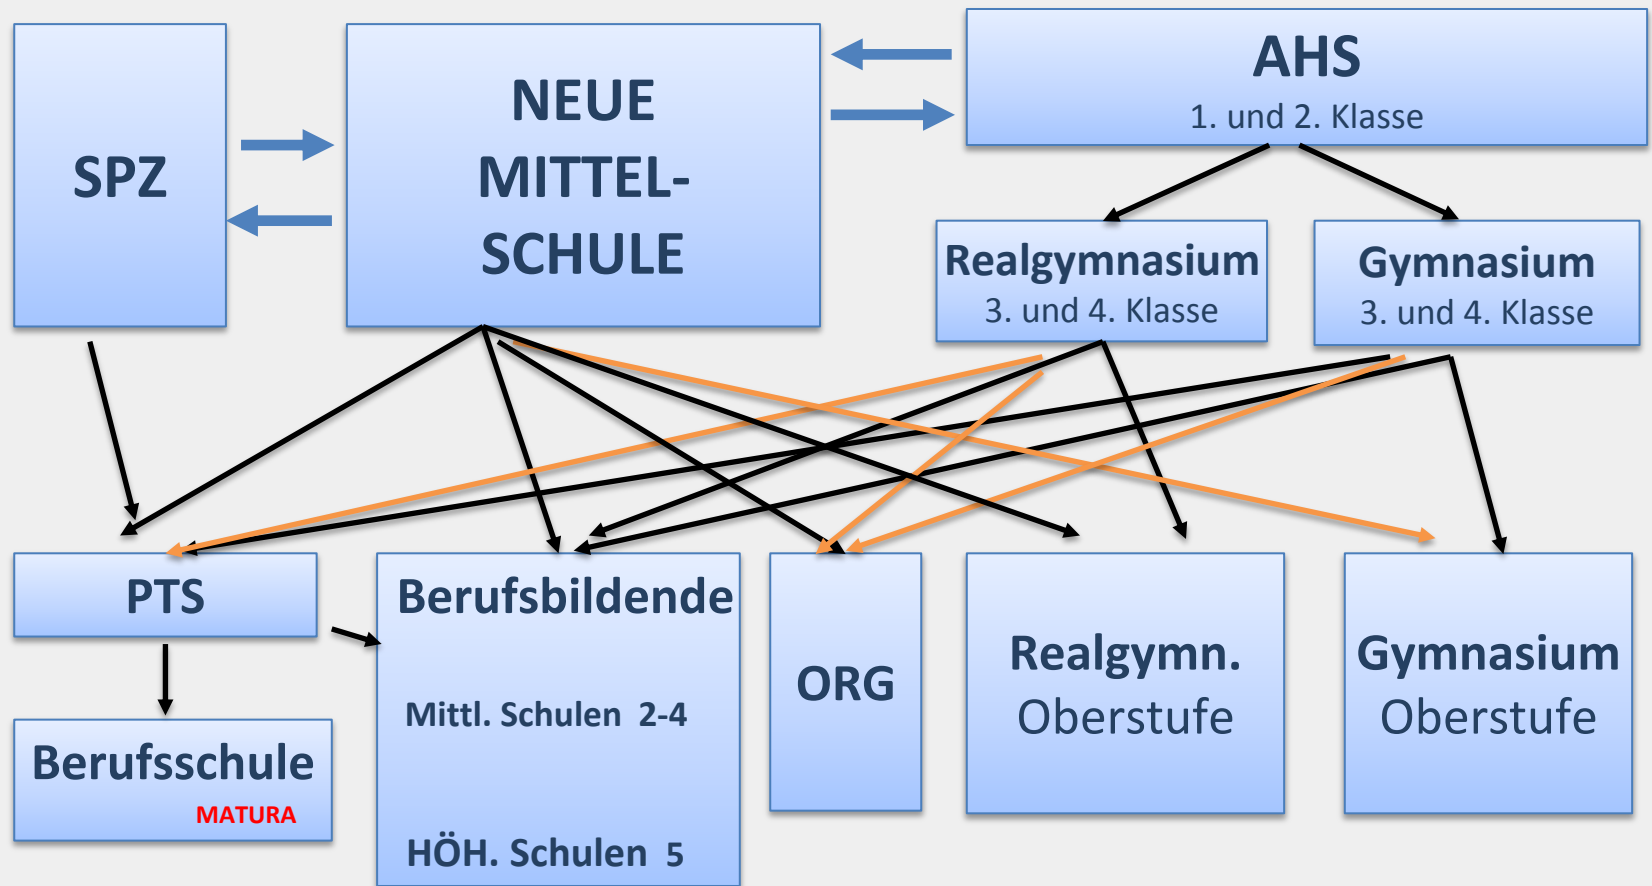 SPZ
NEUE
MITTEL-
SCHULE
AHS
1. und 2. Klasse
Realgymnasium
3. und 4. Klasse
Gymnasium
3. und 4. Klasse
PTS
Berufsschule
MATURA
Berufsbildende
Mittl. Schulen 2-4
HÖH. Schulen 5
ORG
Realgymn.
Oberstufe
Gymnasium
Oberstufe